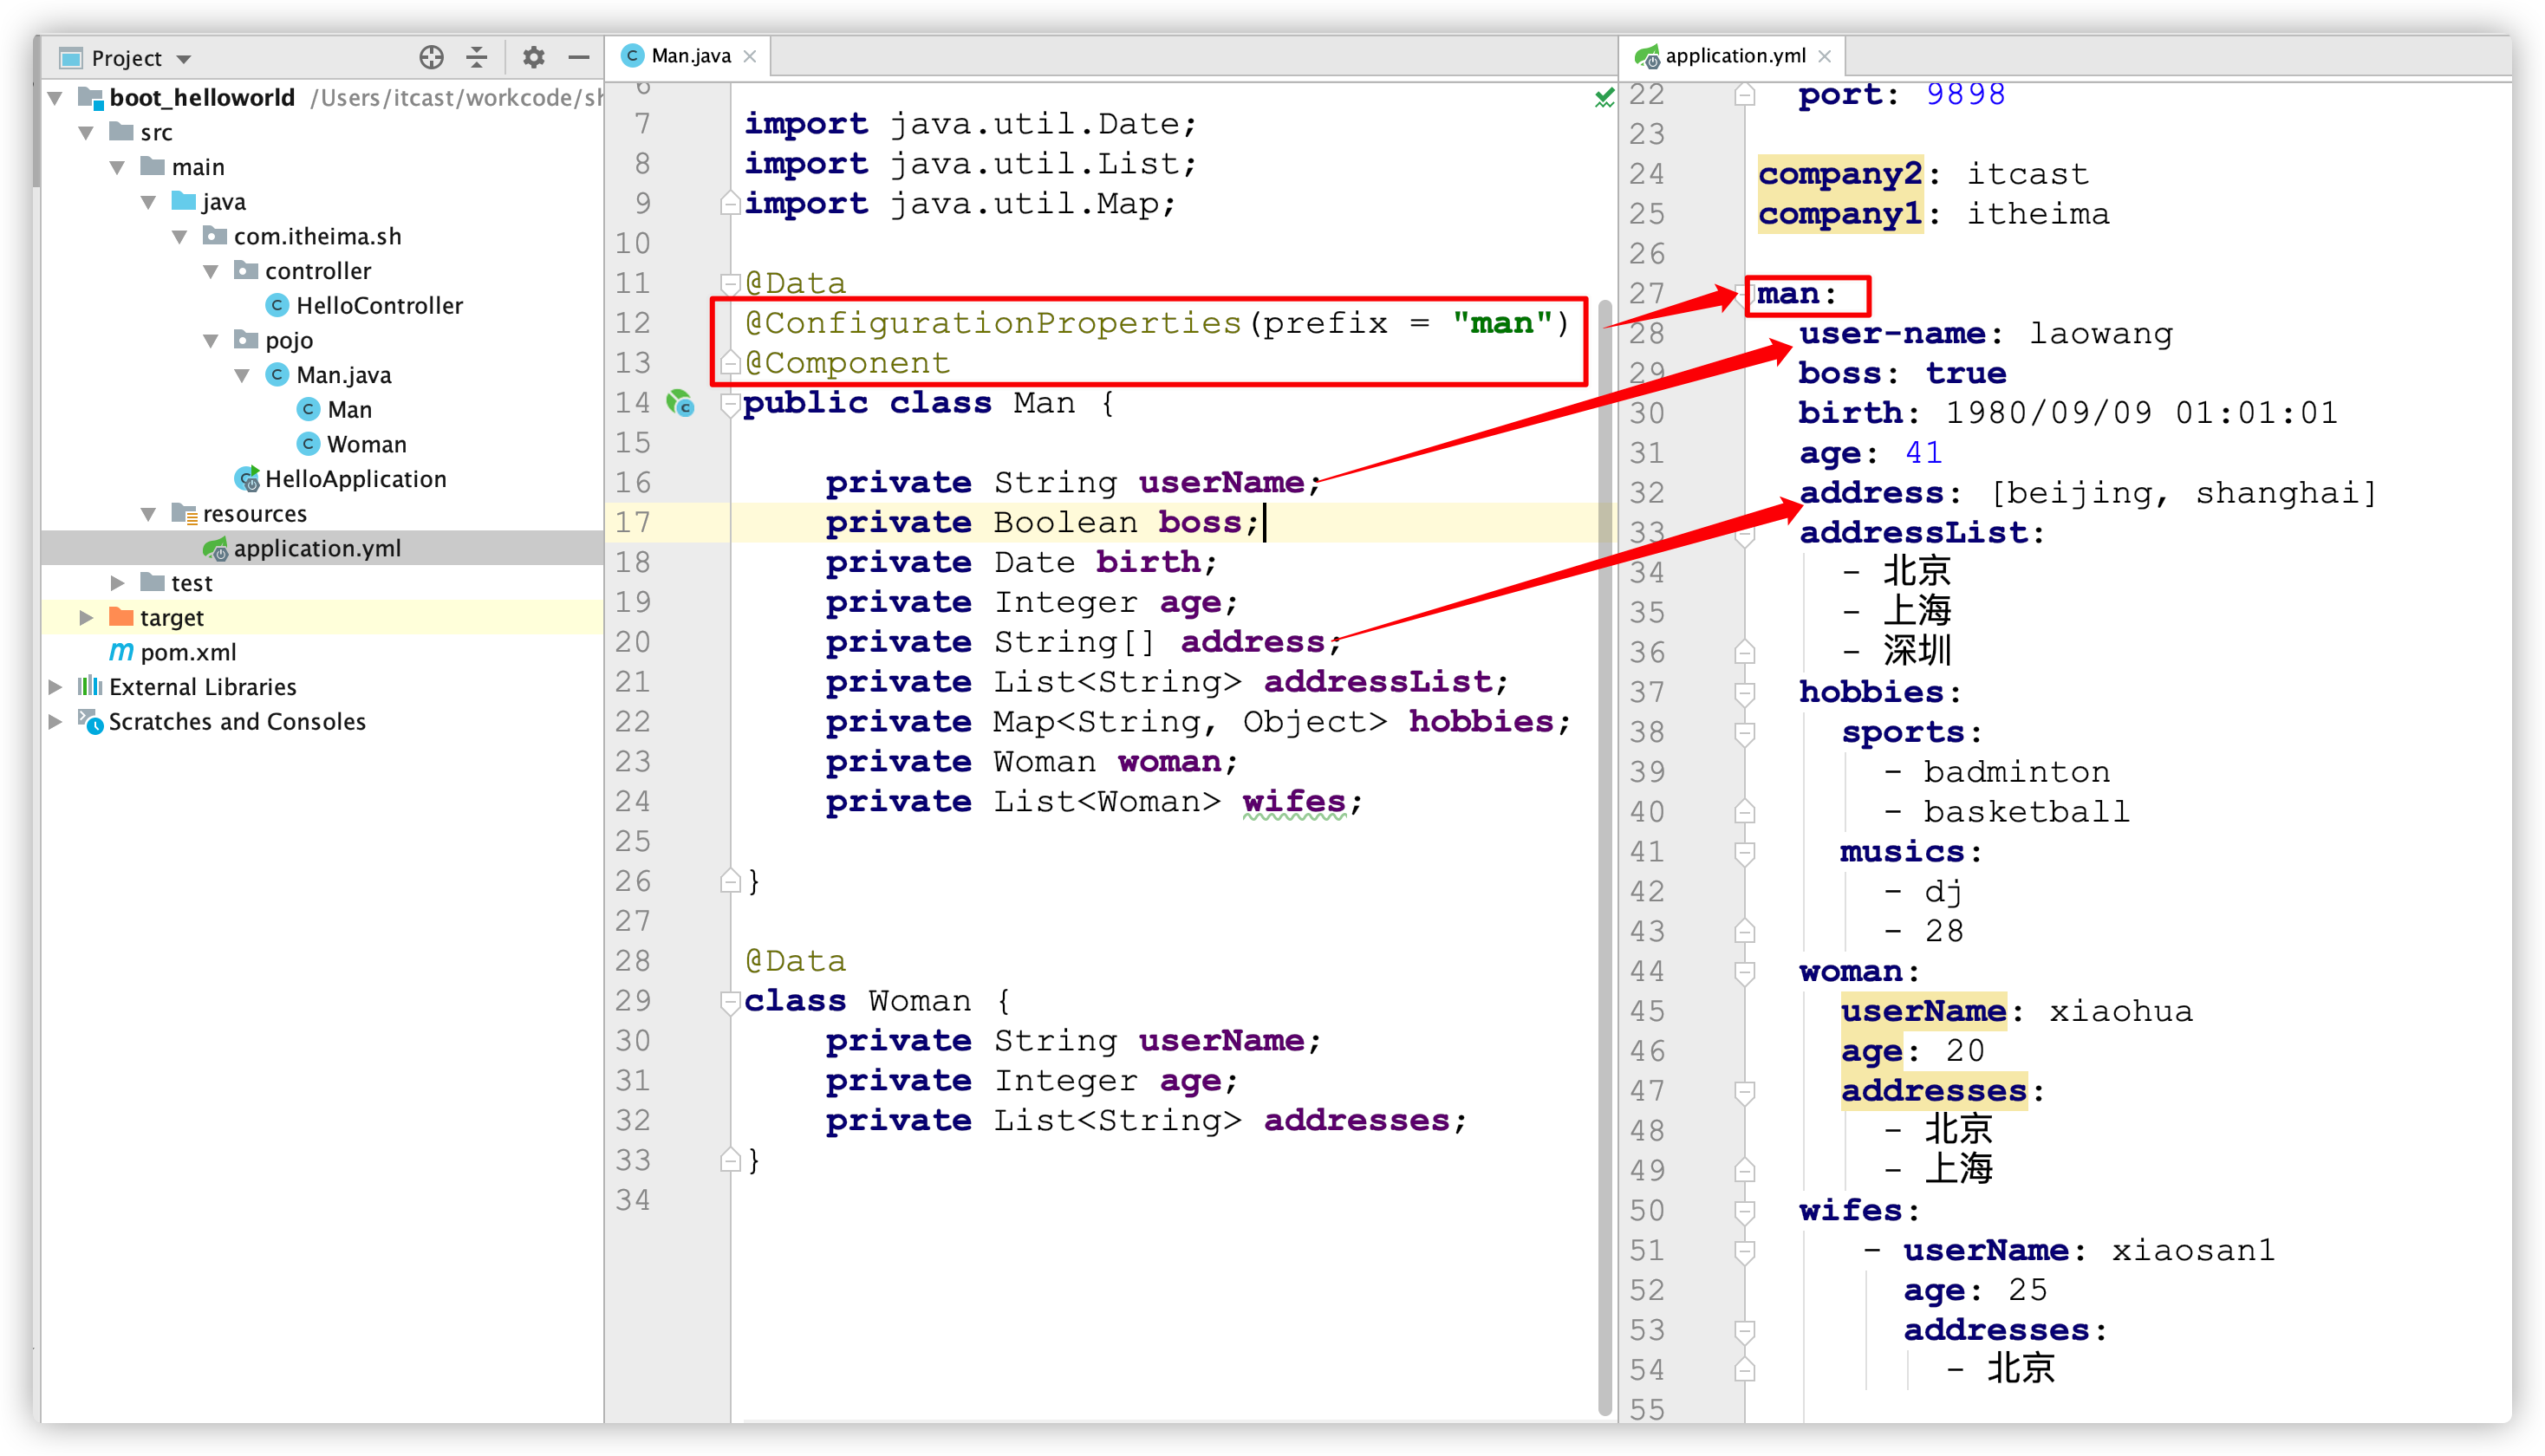 Project
boot_helloworld /Users/itcast/workcode/sh
src
main
java
com.itheima.sh
controller
HelloController
pojo
Man.java
Man
Woman
HelloApplication
resources
application.yml
test
target
pom.xml
External Libraries
Scratches and Consoles
Man.java
6
7 import java.util.Date;
8 import java.util.List;
9 import java.util.Map;
10
11 @Data
12 @ConfigurationProperties(prefix = "man")
13 @Component
14 public class Man {
15
16 private String userName;
17 private Boolean boss;
18 private Date birth;
19 private Integer age;
20 private String[] address;
21 private List<String> addressList;
22 private Map<String, Object> hobbies;
23 private Woman woman;
24 private List<Woman> wifes;
25
26 }
27
28 @Data
29 class Woman {
30 private String userName;
31 private Integer age;
32 private List<String> addresses;
33 }
34
application.yml
22 port: 9898
23
24 company2: itcast
25 company1: itheima
26
27 man:
28 user-name: laowang
29 boss: true
30 birth: 1980/09/09 01:01:01
31 age: 41
32 address: [beijing, shanghai]
33 addressList:
34 - 北京
35 - 上海
36 - 深圳
37 hobbies:
38 sports:
39 - badminton
40 - basketball
41 musics:
42 - dj
43 - 28
44 woman:
45 userName: xiaohua
46 age: 20
47 addresses:
48 - 北京
49 - 上海
50 wifes:
51 - userName: xiaosan1
52 age: 25
53 addresses:
54 - 北京
55